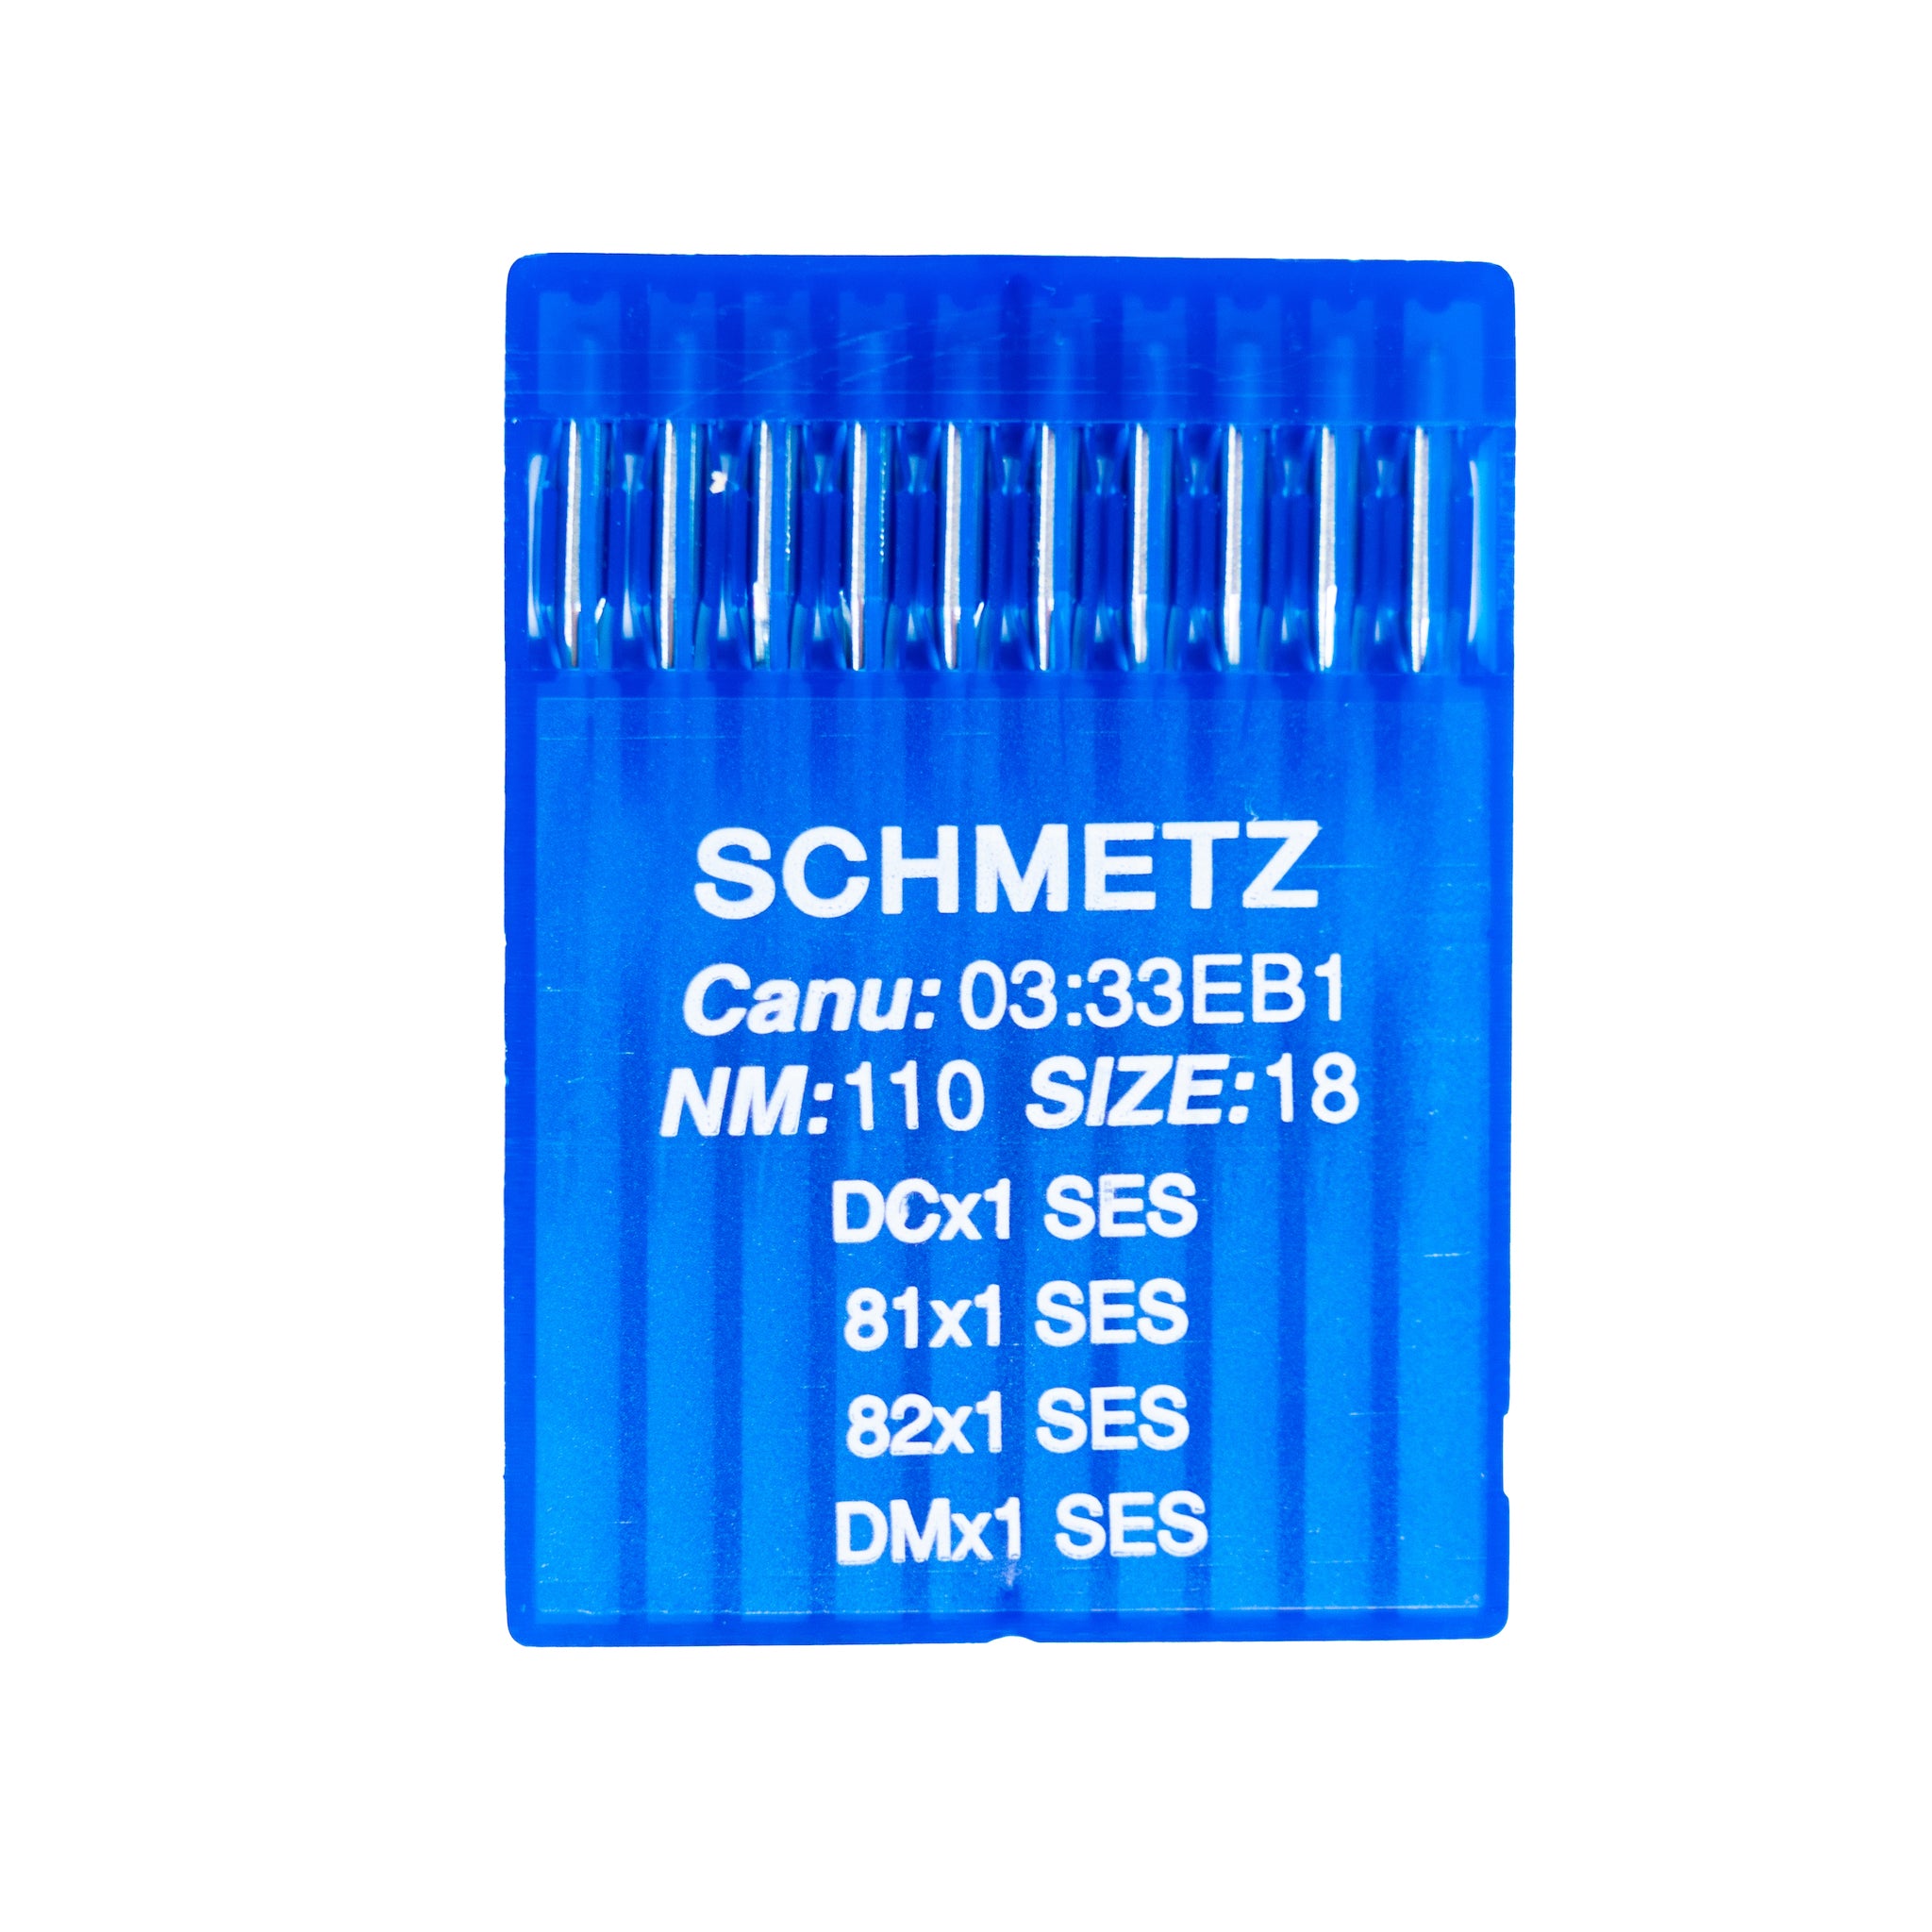 SCHMETZ
Canu: 03:33EB1
NM:110 SIZE:18
DCx1 SES
81x1 SES
82x1 SES
DMx1 SES